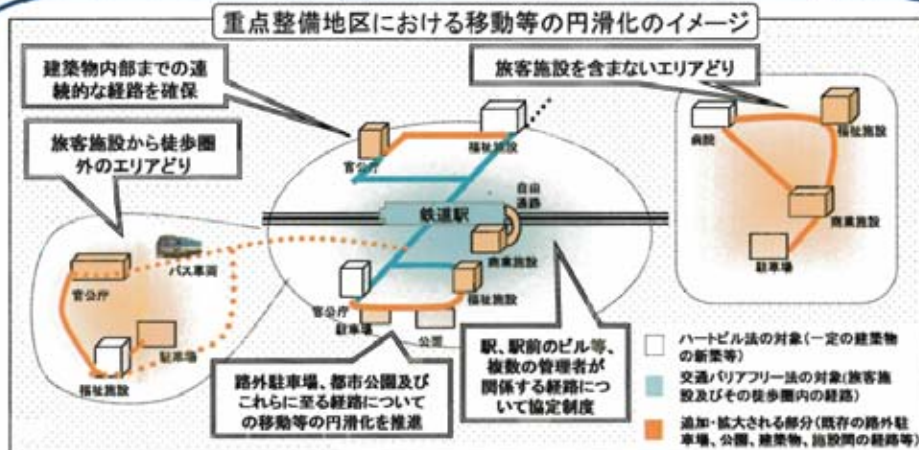 重点整備地区における移動等の円滑化のイメージ
建築物内部までの連
続的な経路を確保
旅客施設を含まないエリアどり
旅客施設から徒歩圏
外のエリアどり
官公庁
福祉施設
病院
福祉施設
自由
通路
鉄道駅
商業施設
商業施設
駐車場
バス車両
官公庁
駐車場
福祉施設
官公庁
駐車場
公園
福祉施設
路外駐車場、都市公園及び
これらに至る経路について
の移動等の円滑化を推進
駅、駅前のビル等、
複数の管理者が
関係する経路につ
いて協定制度
ハートビル法の対象(一定の建築物
の新築等)
交通バリアフリー法の対象(旅客施
設及びその徒歩圏内の経路)
追加・拡大される部分(既存の路外駐
車場、公園、建築物、施設間の経路等)